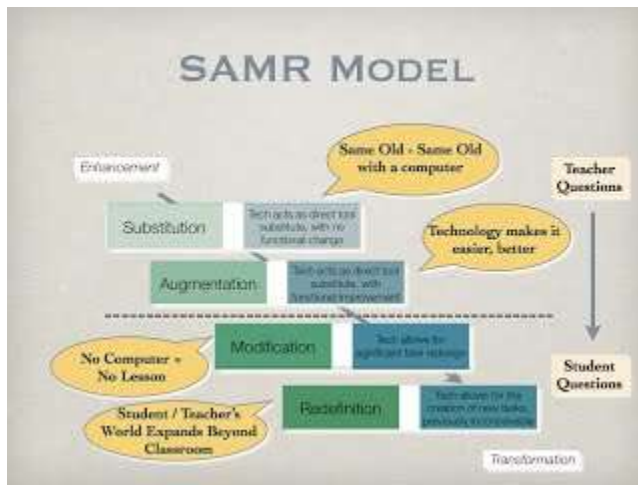 SAMR MODEL
Enhancement
Same Old - Same Old
with a computer
Teacher
Questions
Substitution
Tech acts as direct tool
substitute, with no
functional change
Technology makes it
easier, better
Augmentation
Tech acts as direct tool
substitute, with
functional improvement
No Computer =
No Lesson
Modification
Tech allows for
significant task redesign
Student
Questions
Student / Teacher's
World Expands Beyond
Classroom
Redefinition
Tech allows for the
creation of new tasks,
previously inconceivable
Transformation